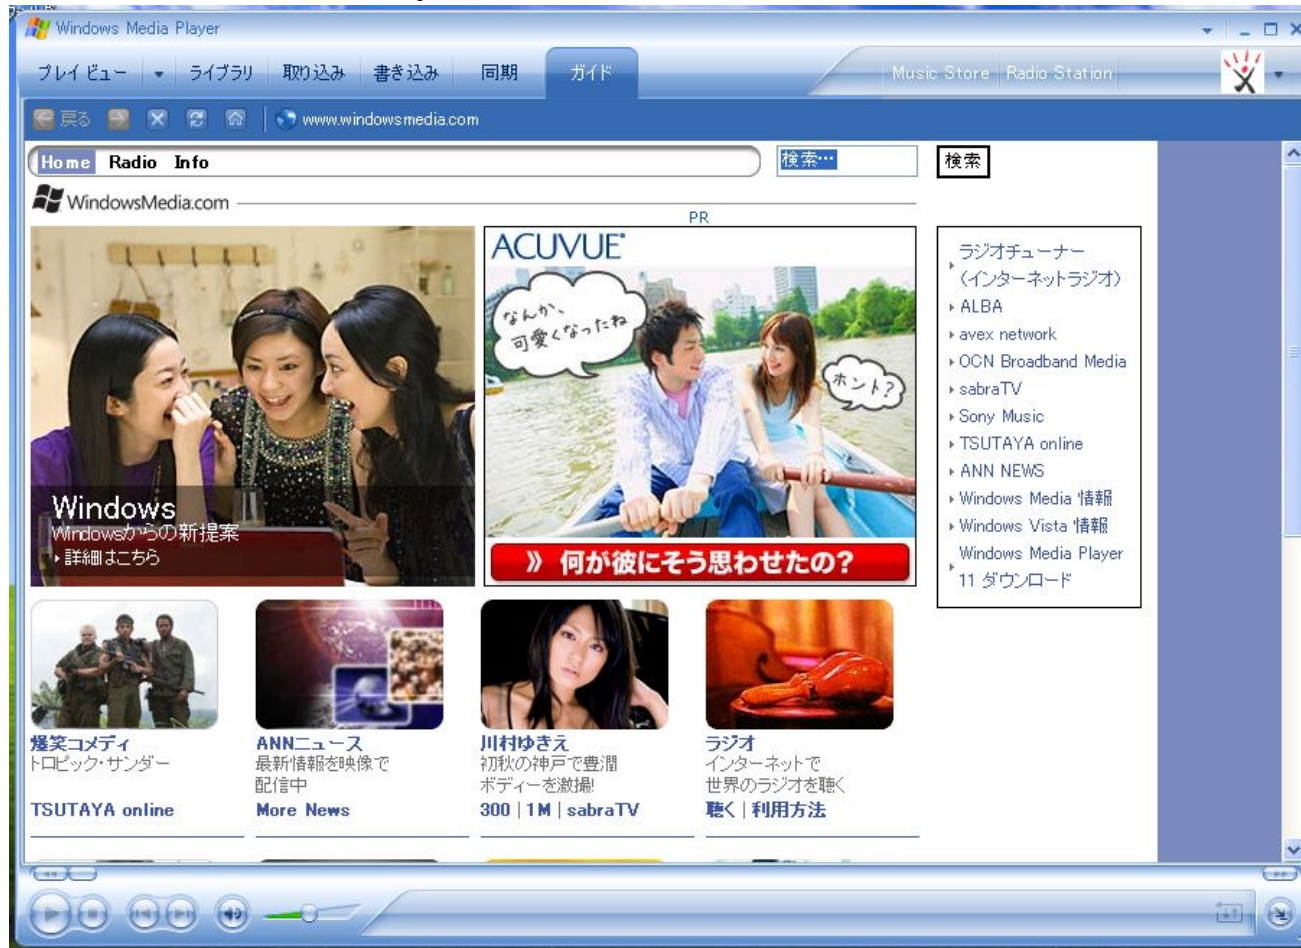 Windows Media Player
プレイ ビュー ライブラリ 取り込み 書き込み 同期 ガイド Music Store Radio Station
戻る www.windowsmedia.com
Home Radio Info 検索… 検索
WindowsMedia.com
PR
Windows
Windowsからの新提案
詳細はこちら
ACUVUE
なんか、
可愛くなったね
ホント?
》 何が彼にそう思わせたの?
ラジオチューナー
(インターネットラジオ)
ALBA
avex network
OCN Broadband Media
sabraTV
Sony Music
TSUTAYA online
ANN NEWS
Windows Media 情報
Windows Vista 情報
Windows Media Player
11 ダウンロード
爆笑コメディ
トロピック・サンダー
TSUTAYA online
ANNニュース
最新情報を映像で
配信中
More News
川村ゆきえ
初秋の神戸で豊潤
ボディーを激撮!
300 | 1M | sabraTV
ラジオ
インターネットで
世界のラジオを聴く
聴く | 利用方法